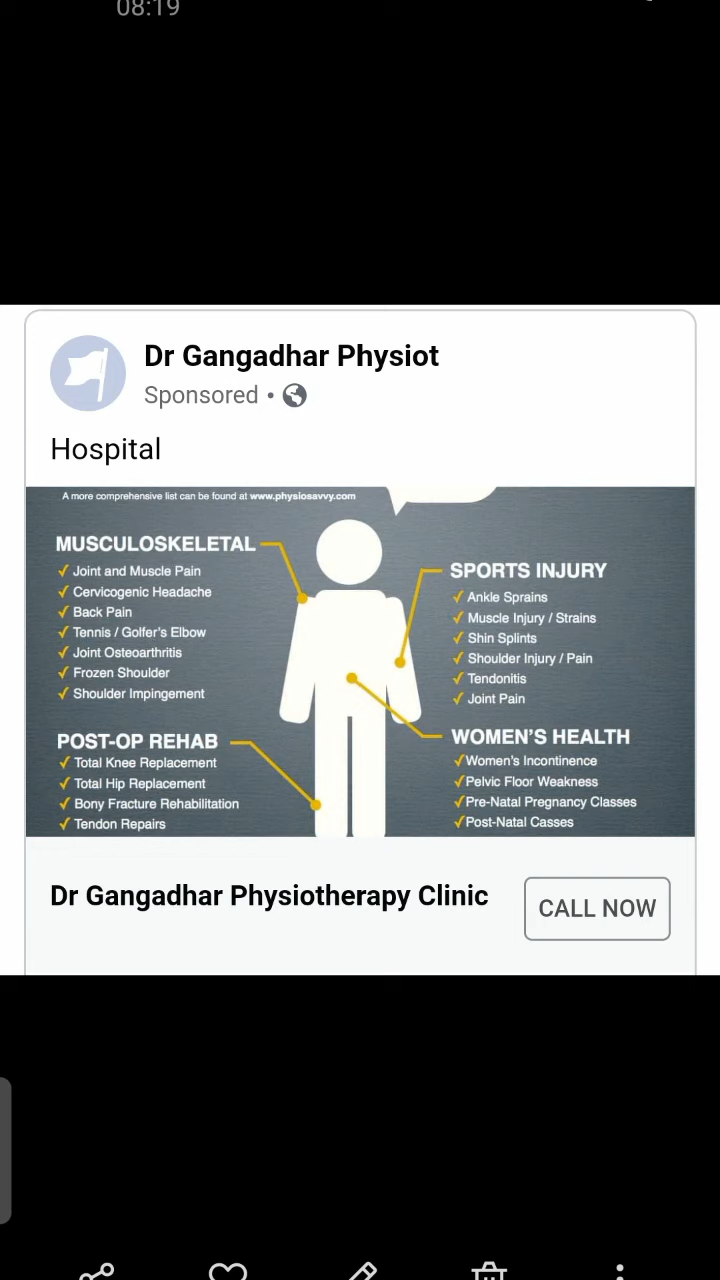 08:19
Dr Gangadhar Physiot
Sponsored •
Hospital
A more comprehensive list can be found at www.physiosavvy.com
MUSCULOSKELETAL
✓ Joint and Muscle Pain
✓ Cervicogenic Headache
✓ Back Pain
✓ Tennis / Golfer's Elbow
✓ Joint Osteoarthritis
✓ Frozen Shoulder
✓ Shoulder Impingement
SPORTS INJURY
✓ Ankle Sprains
✓ Muscle Injury / Strains
✓ Shin Splints
✓ Shoulder Injury / Pain
✓ Tendonitis
✓ Joint Pain
POST-OP REHAB
✓ Total Knee Replacement
✓ Total Hip Replacement
✓ Bony Fracture Rehabilitation
✓ Tendon Repairs
WOMEN'S HEALTH
✓Women's Incontinence
✓Pelvic Floor Weakness
✓Pre-Natal Pregnancy Classes
✓Post-Natal Casses
Dr Gangadhar Physiotherapy Clinic
CALL NOW